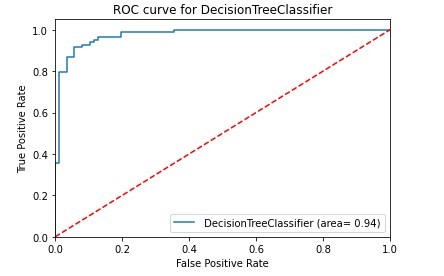 ROC curve for DecisionTreeClassifier
True Positive Rate
1.0
0.8
0.6
0.4
0.2
0.0
DecisionTreeClassifier (area= 0.94)
0.0 0.2 0.4 0.6 0.8 1.0
False Positive Rate